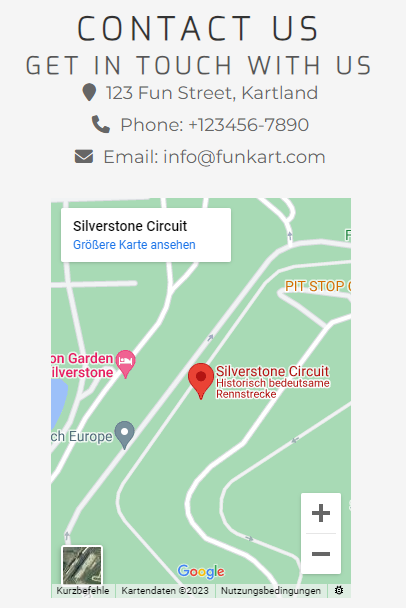 CONTACT US
GET IN TOUCH WITH US
123 Fun Street, Kartland
Phone: +123456-7890
Email: info@funkart.com
Silverstone Circuit
Größere Karte ansehen
PIT STOP
on Garden
ilverstone
Silverstone Circuit
Historisch bedeutsame
Rennstrecke
ch Europe
Google
Kurzbefehle
Kartendaten ©2023
Nutzungsbedingungen